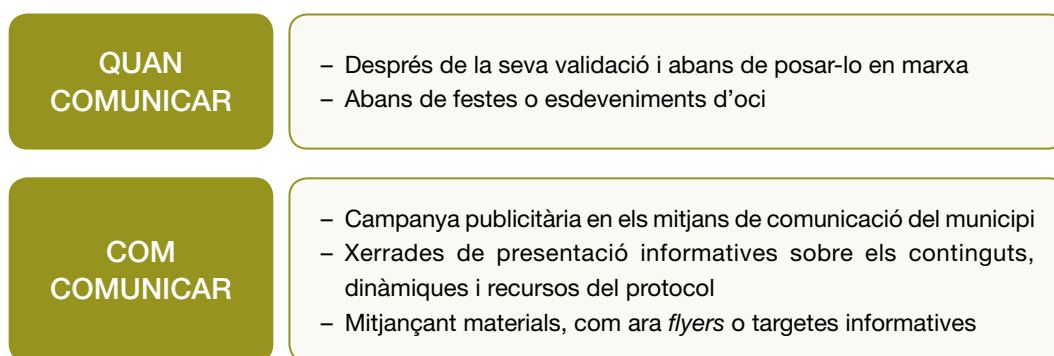 QUAN
COMUNICAR
– Després de la seva validació i abans de posar-lo en marxa
– Abans de festes o esdeveniments d’oci
COM
COMUNICAR
– Campanya publicitària en els mitjans de comunicació del municipi
– Xerrades de presentació informatives sobre els continguts,
dinàmiques i recursos del protocol
– Mitjançant materials, com ara flyers o targetes informatives